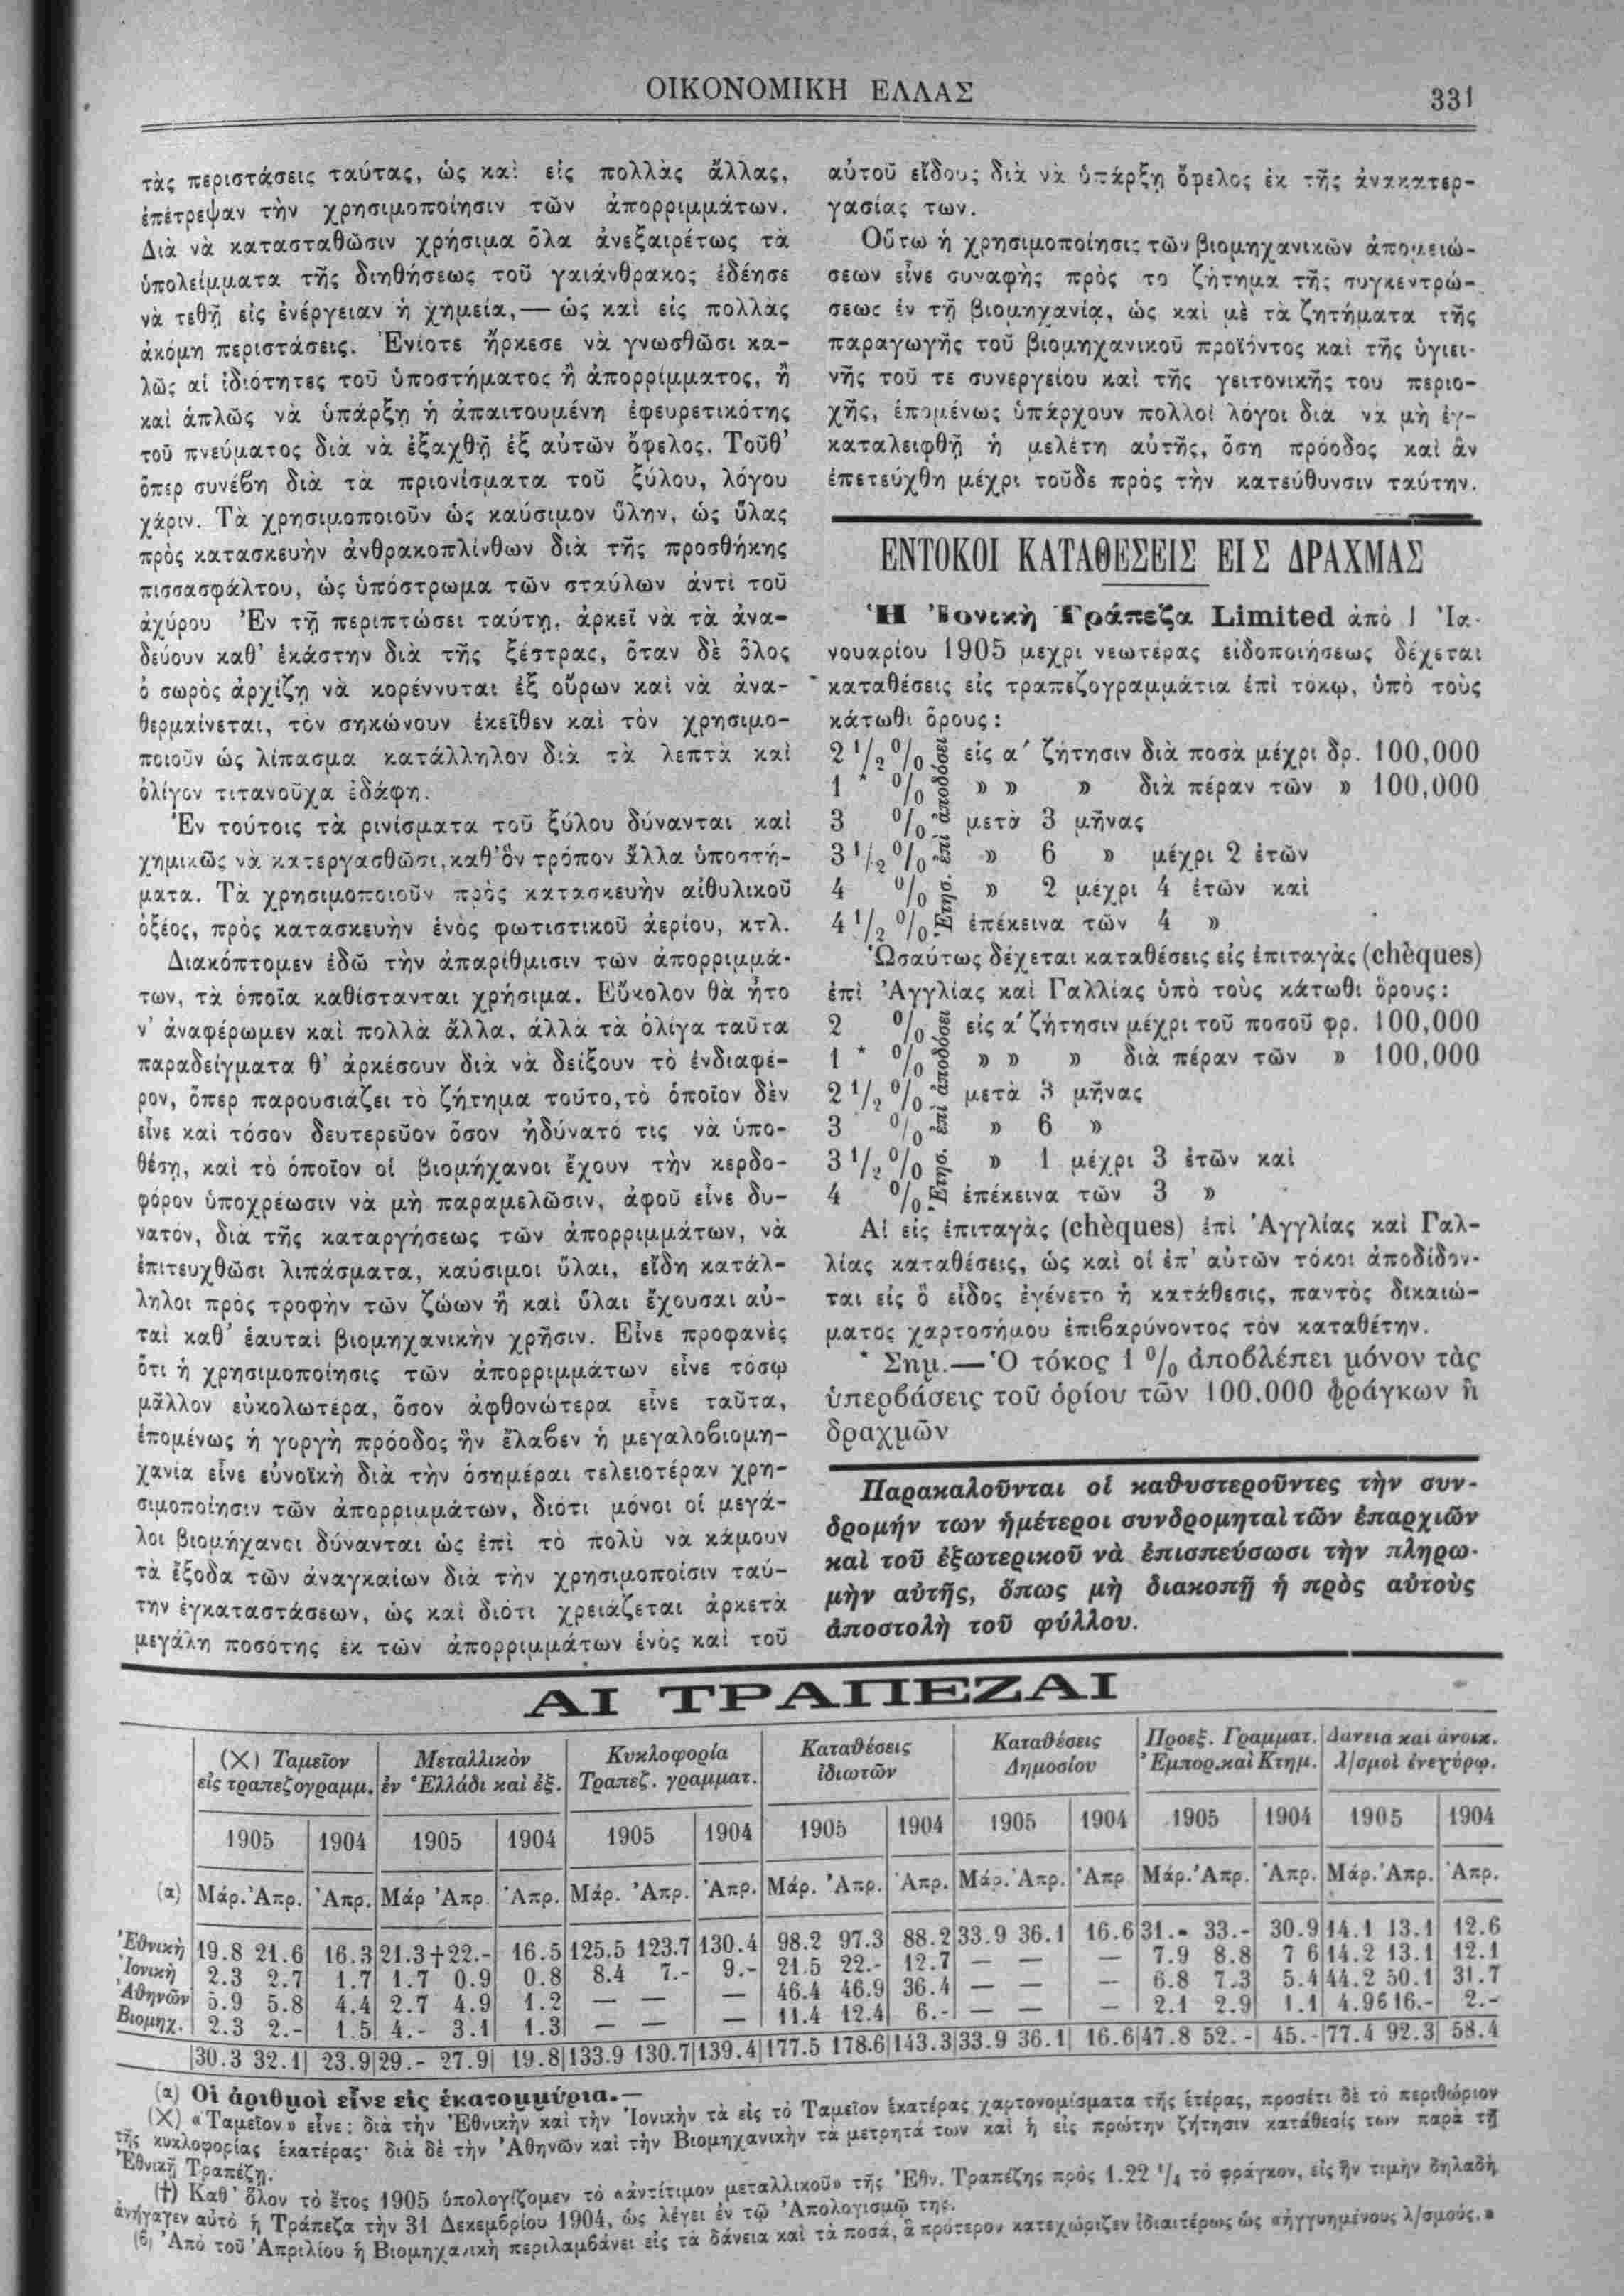 ΟΙΚΟΝΟΜΙΚΗ ΕΛΛΑΣ
331
τὰς περιστάσεις ταύτας, ὡς καὶ εἰς πολλὰς ἄλλας,
ἐπέτρεψαν τὴν χρησιμοποίησιν τῶν ἀπορριμμάτων.
Διὰ νὰ κατασταθῶσιν χρήσιμα ὅλα ἀνεξαιρέτως τὰ
ὑπολείμματα τῆς διηθήσεως τοῦ γαιάνθρακος ἐδέησε
νὰ τεθῇ εἰς ἐνέργειαν ἡ χημεία,— ὡς καὶ εἰς πολλὰς
ἀκόμη περιστάσεις. Ἐνίοτε ἤρκεσε νὰ γνωσθῶσι κα-
λῶς αἱ ἰδιότητες τοῦ ὑποστήματος ἢ ἀπορρίμματος, ἢ
καὶ ἁπλῶς νὰ ὑπάρξῃ ἡ ἀπαιτουμένη ἐφευρετικότης
τοῦ πνεύματος διὰ νὰ ἐξαχθῇ ἐξ αὐτῶν ὄφελος. Τοῦθ'
ὅπερ συνέβη διὰ τὰ πριονίσματα τοῦ ξύλου, λόγου
χάριν. Τὰ χρησιμοποιοῦν ὡς καύσιμον ὕλην, ὡς ὕλας
πρὸς κατασκευὴν ἀνθρακοπλίνθων διὰ τῆς προσθήκης
πισσασφάλτου, ὡς ὑπόστρωμα τῶν σταύλων ἀντὶ τοῦ
ἀχύρου Ἐν τῇ περιπτώσει ταύτῃ, ἀρκεῖ νὰ τὰ ἀνα-
δεύουν καθ' ἑκάστην διὰ τῆς ξέστρας, ὅταν δὲ ὅλος
ὁ σωρὸς ἀρχίζῃ νὰ κορέννυται ἐξ οὔρων καὶ νὰ ἀνα-
θερμαίνεται, τὸν σηκώνουν ἐκεῖθεν καὶ τὸν χρησιμο-
ποιοῦν ὡς λίπασμα κατάλληλον διὰ τὰ λεπτὰ καὶ
ὀλίγον τιτανοῦχα ἐδάφη.
Ἐν τούτοις τὰ ρινίσματα τοῦ ξύλου δύνανται καὶ
χημικῶς νὰ κατεργασθῶσι, καθ' ὃν τρόπον ἄλλα ὑποστή-
ματα. Τὰ χρησιμοποιοῦν πρὸς κατασκευὴν αἰθυλικοῦ
ὀξέος, πρὸς κατασκευὴν ἑνὸς φωτιστικοῦ ἀερίου, κτλ.
Διακόπτομεν ἐδῶ τὴν ἀπαρίθμισιν τῶν ἀπορριμμά-
των, τὰ ὁποῖα καθίστανται χρήσιμα. Εὔκολον θὰ ἦτο
ν' ἀναφέρωμεν καὶ πολλὰ ἄλλα, ἀλλὰ τὰ ὀλίγα ταῦτα
παραδείγματα θ' ἀρκέσουν διὰ νὰ δείξουν τὸ ἐνδιαφέ-
ρον, ὅπερ παρουσιάζει τὸ ζήτημα τοῦτο, τὸ ὁποῖον δὲν
εἶνε καὶ τόσον δευτερεῦον ὅσον ἠδύνατό τις νὰ ὑπο-
θέσῃ, καὶ τὸ ὁποῖον οἱ βιομήχανοι ἔχουν τὴν κερδο-
φόρον ὑποχρέωσιν νὰ μὴ παραμελῶσιν, ἀφοῦ εἶνε δυ-
νατόν, διὰ τῆς καταργήσεως τῶν ἀπορριμμάτων, νὰ
ἐπιτευχθῶσι λιπάσματα, καύσιμοι ὗλαι, εἴδη κατάλ-
ληλοι πρὸς τροφὴν τῶν ζώων ἢ καὶ ὗλαι ἔχουσαι αὐ-
ταὶ καθ' ἑαυταὶ βιομηχανικὴν χρῆσιν. Εἶνε προφανὲς
ὅτι ἡ χρησιμοποίησις τῶν ἀπορριμμάτων εἶνε τόσῳ
μᾶλλον εὐκολωτέρα, ὅσον ἀφθονώτερα εἶνε ταῦτα,
ἑπομένως ἡ γοργὴ πρόοδος ἣν ἔλαβεν ἡ μεγαλοβιομη-
χανία εἶνε εὐνοϊκὴ διὰ τὴν ὁσημέραι τελειοτέραν χρη-
σιμοποίησιν τῶν ἀπορριμμάτων, διότι μόνοι οἱ μεγά-
λοι βιομήχανοι δύνανται ὡς ἐπὶ τὸ πολὺ νὰ κάμουν
τὰ ἔξοδα τῶν ἀναγκαίων διὰ τὴν χρησιμοποίσιν ταύ-
την ἐγκαταστάσεων, ὡς καὶ διότι χρειάζεται ἀρκετὰ
μεγάλη ποσότης ἐκ τῶν ἀπορριμμάτων ἑνὸς καὶ τοῦ
αὐτοῦ εἴδους διὰ νὰ ὑπάρξῃ ὄφελος ἐκ τῆς ἀνακατερ-
γασίας των.
Οὕτω ἡ χρησιμοποίησις τῶν βιομηχανικῶν ἀπομειώ-
σεων εἶνε συναφὴς πρὸς το ζήτημα τῆς συγκεντρώ-
σεως ἐν τῇ βιομηχανίᾳ, ὡς καὶ μὲ τὰ ζητήματα τῆς
παραγωγῆς τοῦ βιομηχανικοῦ προϊόντος καὶ τῆς ὑγιει-
νῆς τοῦ τε συνεργείου καὶ τῆς γειτονικῆς του περιο-
χῆς, ἑπομένως ὑπάρχουν πολλοὶ λόγοι διὰ νὰ μὴ ἐγ-
καταλειφθῇ ἡ μελέτη αὐτῆς, ὅση πρόοδος καὶ ἂν
ἐπετεύχθη μέχρι τοῦδε πρὸς τὴν κατεύθυνσιν ταύτην.
ΕΝΤΟΚΟΙ ΚΑΤΑΘΕΣΕΙΣ ΕΙΣ ΔΡΑΧΜΑΣ
Ἡ Ἰονικὴ Τράπεζα Limited ἀπὸ 1 Ἰα-
νουαρίου 1905 μεχρι νεωτέρας εἰδοποιήσεως δέχεται
καταθέσεις εἰς τραπεζογραμμάτια ἐπὶ τόκῳ, ὑπὸ τοὺς
κάτωθι ὅρους:
Ἐτησ. ἐπὶ ἀποδόσει
2 1/2 0/0 εἰς α' ζήτησιν διὰ ποσὰ μέχρι δρ. 100,000
1 * 0/0 » » » διὰ πέραν τῶν » 100,000
3 0/0 μετὰ 3 μῆνας
3 1/2 0/0 » 6 » μέχρι 2 ἐτῶν
4 0/0 » 2 μέχρι 4 ἐτῶν καὶ
4 1/2 0/0 ἐπέκεινα τῶν 4 »
Ὡσαύτως δέχεται καταθέσεις εἰς ἐπιταγὰς (chèques)
ἐπὶ Ἀγγλίας καὶ Γαλλίας ὑπὸ τοὺς κάτωθι ὅρους:
Ἐτησ. ἐπὶ ἀποδόσει
2 0/0 εἰς α' ζήτησιν μέχρι τοῦ ποσοῦ φρ. 100,000
1 * 0/0 » » » διὰ πέραν τῶν » 100,000
2 1/2 0/0 μετὰ 3 μῆνας
3 0/0 » 6 »
3 1/2 0/0 » 1 μέχρι 3 ἐτῶν καὶ
4 0/0 ἐπέκεινα τῶν 3 »
Αἱ εἰς ἐπιταγὰς (chèques) ἐπὶ Ἀγγλίας καὶ Γαλ-
λίας καταθέσεις, ὡς καὶ οἱ ἐπ' αὐτῶν τόκοι ἀποδίδον-
ται εἰς ὃ εἶδος ἐγένετο ἡ κατάθεσις, παντὸς δικαιώ-
ματος χαρτοσήμου ἐπιβαρύνοντος τὸν καταθέτην.
* Σημ.—Ὁ τόκος 1 0/0 ἀποβλέπει μόνον τὰς
ὑπερβάσεις τοῦ ὁρίου τῶν 100.000 φράγκων ἢ
δραχμῶν
Παρακαλοῦνται οἱ καθυστεροῦντες τὴν συν-
δρομήν των ἡμέτεροι συνδρομηταὶ τῶν ἐπαρχιῶν
καὶ τοῦ ἐξωτερικοῦ νὰ ἐπισπεύσωσι τὴν πληρω-
μὴν αὐτῆς, ὅπως μὴ διακοπῇ ἡ πρὸς αὐτοὺς
ἀποστολὴ τοῦ φύλλου.
ΑΙ ΤΡΑΠΕΖΑΙ
(Χ) Ταμεῖον εἰς τραπεζογραμμ. Μεταλλικὸν ἐν Ἑλλάδι καὶ ἐξ. Κυκλοφορία Τραπεζ. γραμματ. Καταθέσεις ἰδιωτῶν Καταθέσεις Δημοσίου Προεξ. Γραμματ. Ἐμπορ. καὶ Κτημ. Δάνεια καὶ ἀνοικ. λ/σμοὶ ἐνεχύρῳ.
1905 1904 1905 1904 1905 1904 1905 1904 1905 1904 1905 1904 1905 1904
(α) Μάρ. Ἀπρ. Ἀπρ. Μάρ Ἀπρ. Ἀπρ. Μάρ. Ἀπρ. Ἀπρ. Μάρ. Ἀπρ. Ἀπρ. Μάρ. Ἀπρ. Ἀπρ Μάρ. Ἀπρ. Ἀπρ. Μάρ. Ἀπρ. Ἀπρ.
Ἐθνικὴ 19.8 21.6 16.3 21.3 †22.- 16.5 125.5 123.7 130.4 98.2 97.3 88.2 33.9 36.1 16.6 31.- 33.- 30.9 14.1 13.1 12.6
Ἰονικὴ 2.3 2.7 1.7 1.7 0.9 0.8 8.4 7.- 9.- 21.5 22.- 12.7 — — — 7.9 8.8 7 6 14.2 13.1 12.1
Ἀθηνῶν 5.9 5.8 4.4 2.7 4.9 1.2 — — — 46.4 46.9 36.4 — — — 6.8 7.3 5.4 44.2 50.1 31.7
Βιομηχ. 2.3 2.- 1.5 4.- 3.1 1.3 — — — 11.4 12.4 6.- — — — 2.1 2.9 1.1 4.9 616.- 2.-
30.3 32.1 23.9 29.- 27.9 19.8 133.9 130.7 139.4 177.5 178.6 143.3 33.9 36.1 16.6 47.8 52.- 45.- 77.4 92.3 58.4
(α) Οἱ ἀριθμοὶ εἶνε εἰς ἑκατομμύρια.—
(Χ) «Ταμεῖον» εἶνε: διὰ τὴν Ἐθνικὴν καὶ τὴν Ἰονικὴν τὰ εἰς τὸ Ταμεῖον ἑκατέρας χαρτονομίσματα τῆς ἑτέρας, προσέτι δὲ τὸ περιθώριον
τῆς κυκλοφορίας ἑκατέρας· διὰ δὲ τὴν Ἀθηνῶν καὶ τὴν Βιομηχανικὴν τὰ μετρητά των καὶ ἡ εἰς πρώτην ζήτησιν κατάθεσίς των παρὰ τῇ
Ἐθνικῇ Τραπέζῃ.
(†) Καθ' ὅλον τὸ ἔτος 1905 ὑπολογίζομεν τὸ «ἀντίτιμον μεταλλικοῦ» τῆς Ἐθν. Τραπέζης πρὸς 1.22 1/4 τὸ φράγκον, εἰς ἣν τιμὴν δηλαδὴ
ἀνήγαγεν αὐτὸ ἡ Τράπεζα τὴν 31 Δεκεμβρίου 1904, ὡς λέγει ἐν τῷ Ἀπολογισμῷ της.
(β) Ἀπὸ τοῦ Ἀπριλίου ἡ Βιομηχανικὴ περιλαμβάνει εἰς τὰ δάνεια καὶ τὰ ποσά, ἃ πρότερον κατεχώριζεν ἰδιαιτέρως ὡς «ἠγγυημένους λ/σμούς.»